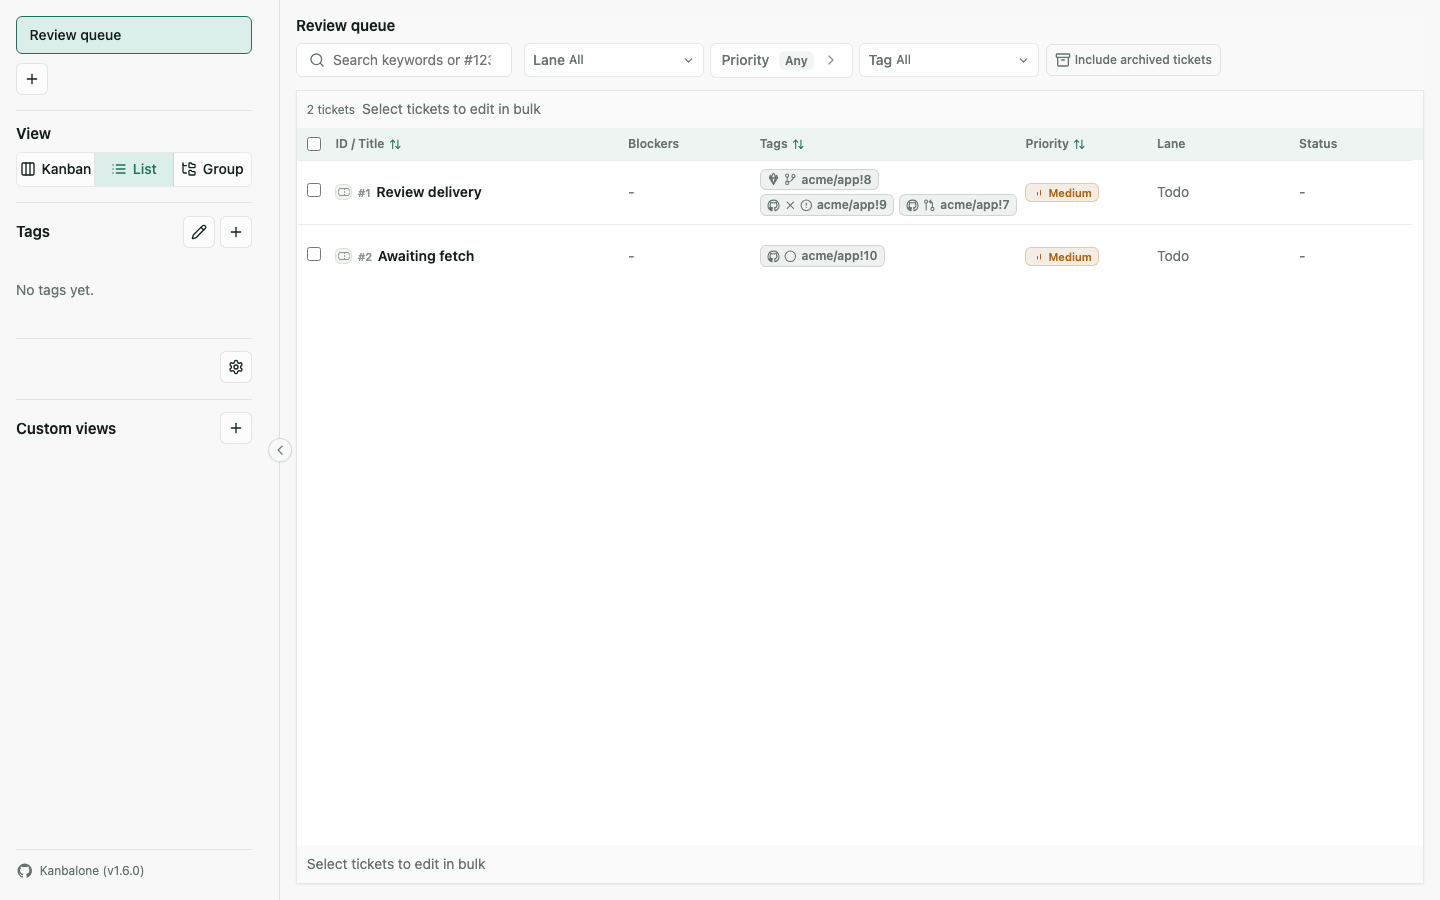 Review queue
View
Kanban
List
Group
Tags
No tags yet.
Custom views
Kanbalone (v1.6.0)
Review queue
Search keywords or #123
Lane All
Priority Any
Tag All
Include archived tickets
2 tickets Select tickets to edit in bulk
ID / Title Blockers Tags Priority Lane Status
acme/app!8
#1 Review delivery - Medium Todo -
acme/app!9 acme/app!7
#2 Awaiting fetch - acme/app!10 Medium Todo -
Select tickets to edit in bulk